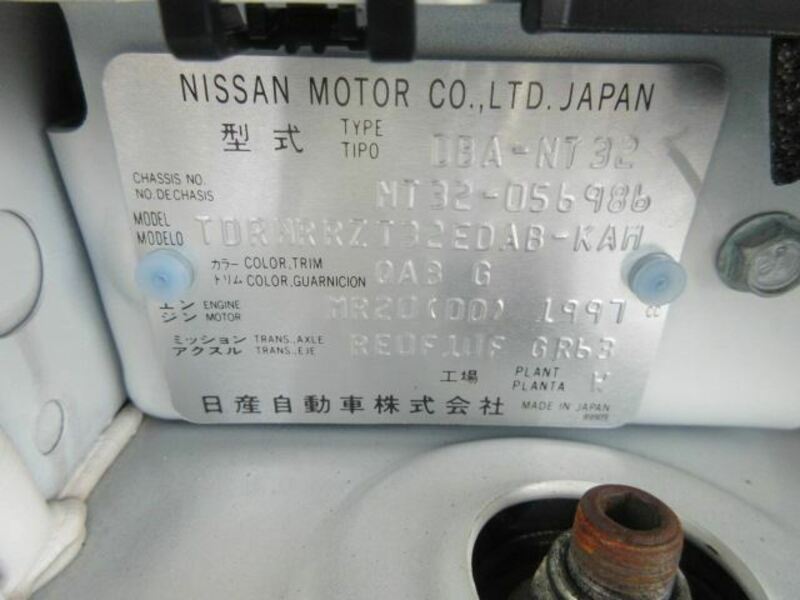 NISSAN MOTOR CO.,LTD. JAPAN
型式 TYPE TIPO DBA-NT32
CHASSIS NO. NO. DE CHASIS NT32-056986
MODEL MODELO TDRNRRZT32EDAB-KAH
カラー COLOR,TRIM
トリム COLOR,GUARNICION QAB G
エンジン ENGINE MOTOR MR20(DD) 1997 cc
ミッション TRANS.,AXLE
アクスル TRANS.,EJE RE0F10F GR63
工場 PLANT PLANTA K
日産自動車株式会社 MADE IN JAPAN